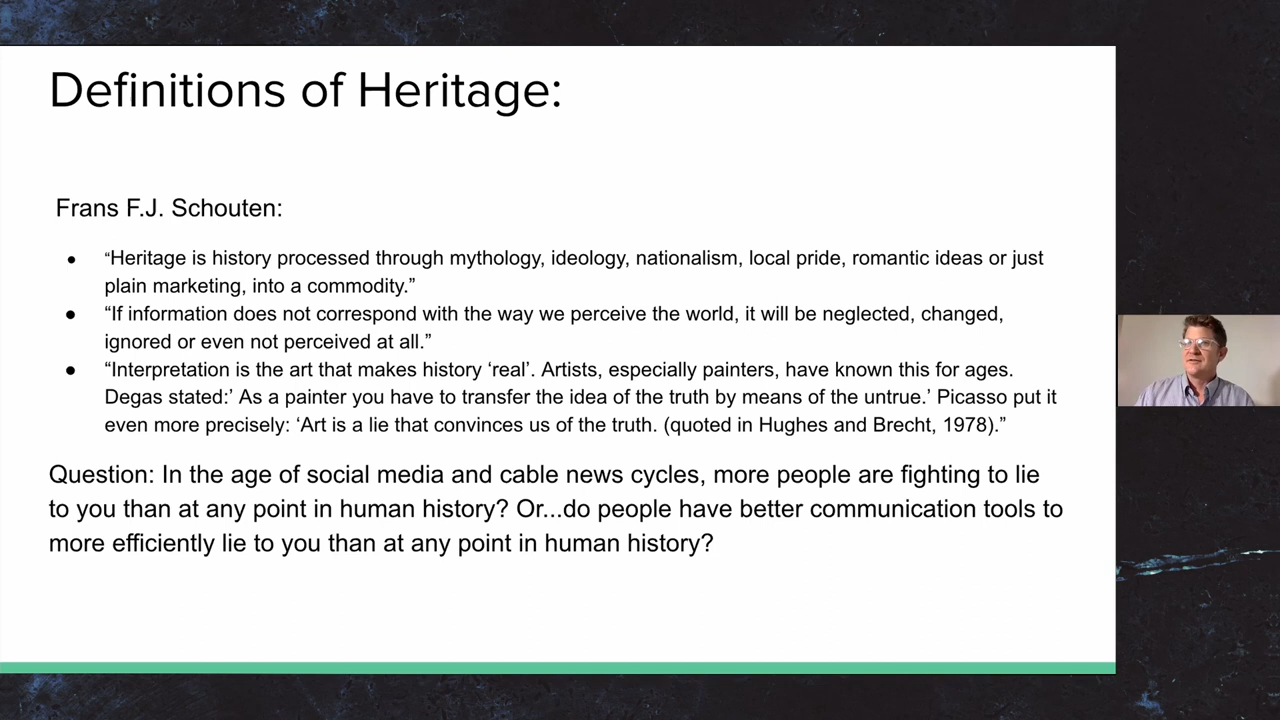 Definitions of Heritage:
Frans F.J. Schouten:
● “Heritage is history processed through mythology, ideology, nationalism, local pride, romantic ideas or just
plain marketing, into a commodity.”
● “If information does not correspond with the way we perceive the world, it will be neglected, changed,
ignored or even not perceived at all.”
● “Interpretation is the art that makes history ‘real’. Artists, especially painters, have known this for ages.
Degas stated:’ As a painter you have to transfer the idea of the truth by means of the untrue.’ Picasso put it
even more precisely: ‘Art is a lie that convinces us of the truth. (quoted in Hughes and Brecht, 1978).”
Question: In the age of social media and cable news cycles, more people are fighting to lie
to you than at any point in human history? Or...do people have better communication tools to
more efficiently lie to you than at any point in human history?